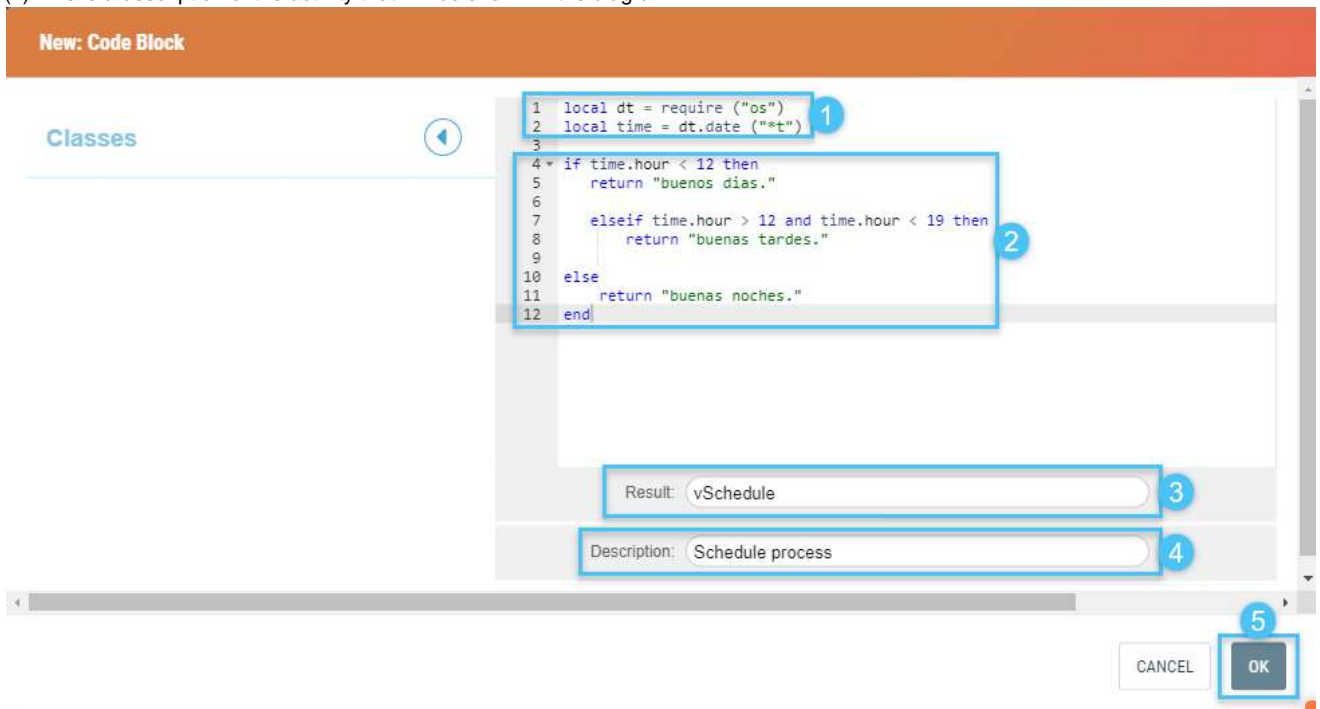 New: Code Block
Classes
1 local dt = require ("os")
2 local time = dt.date ("*t")
1
3
4 if time.hour < 12 then
5 return "buenos dias."
6
7 elseif time.hour > 12 and time.hour < 19 then
8 return "buenas tardes."
2
9
10 else
11 return "buenas noches."
12 end
Result: vSchedule 3
Description: Schedule process 4
5
CANCEL OK